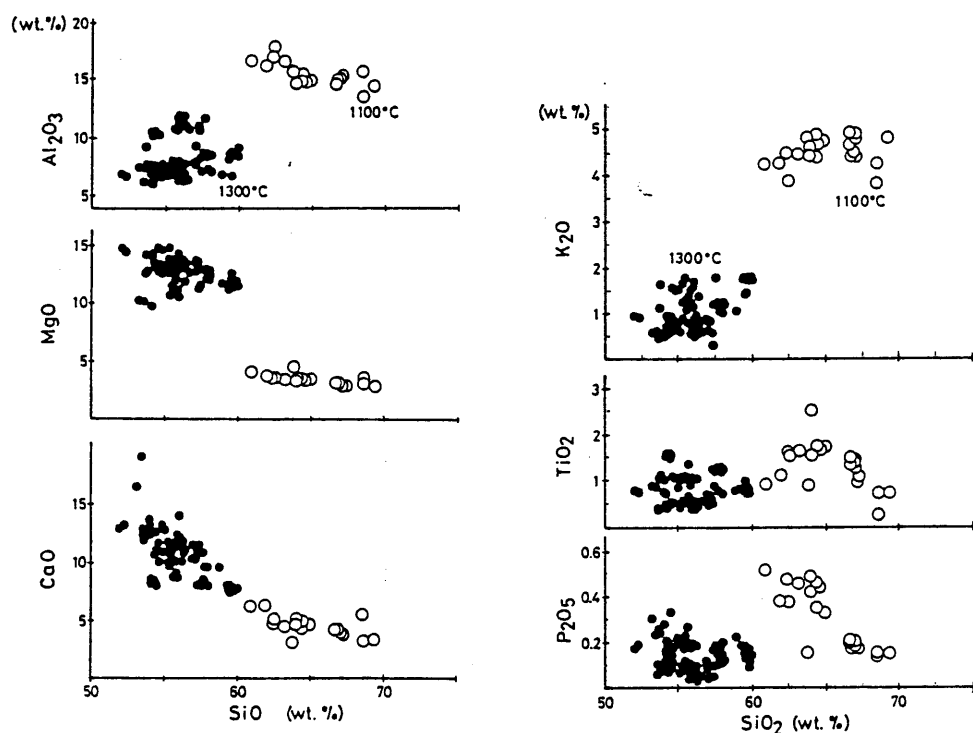 (wt.%)
20
15
10
5
Al2O3
1100°C
1300°C
15
10
5
MgO
15
10
5
CaO
50
60
70
SiO (wt.%)
(wt.%)
5
4
3
2
1
K2O
1100°C
1300°C
3
2
1
TiO2
0.6
0.4
0.2
P2O5
50
60
70
SiO2 (wt.%)